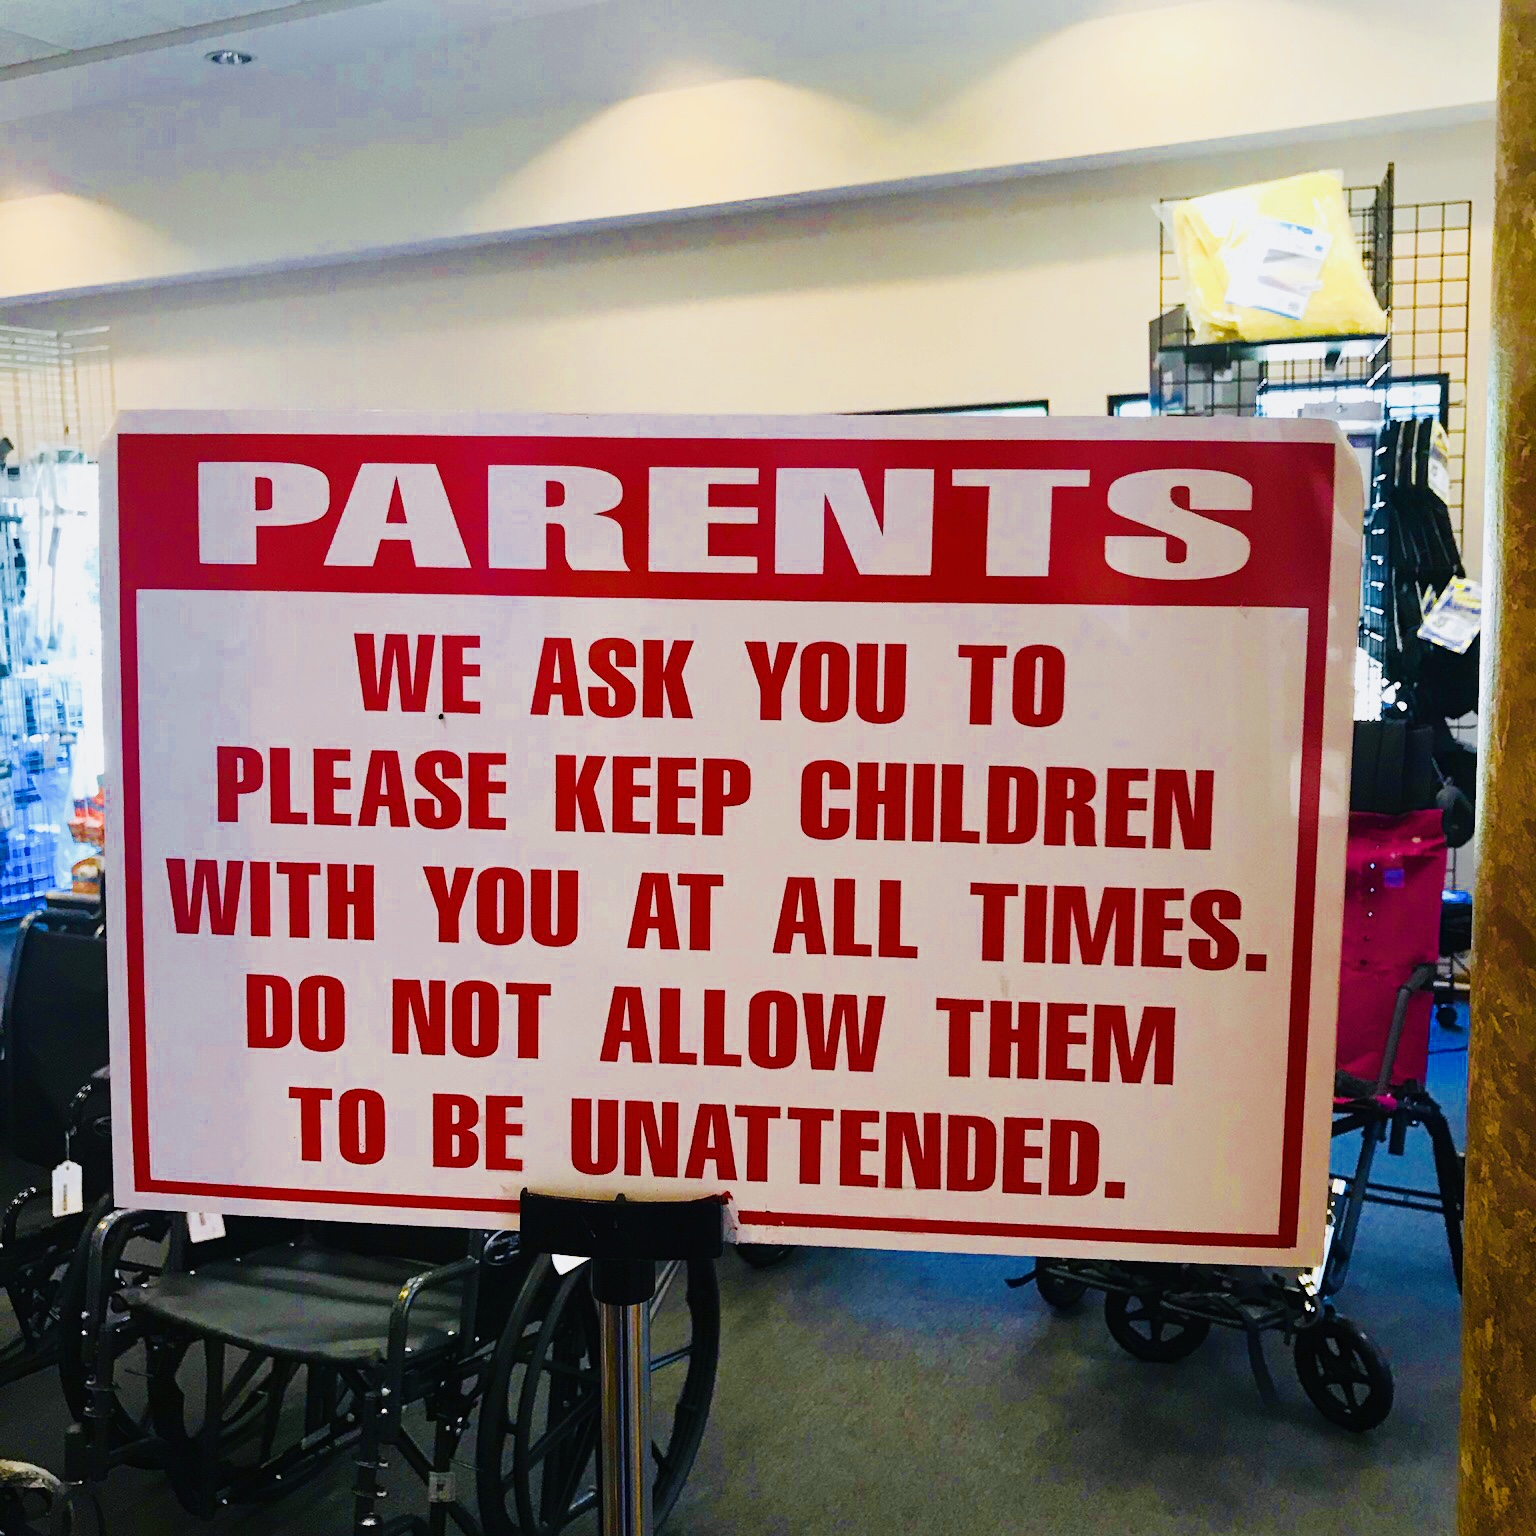 PARENTS
WE ASK YOU TO
PLEASE KEEP CHILDREN
WITH YOU AT ALL TIMES.
DO NOT ALLOW THEM
TO BE UNATTENDED.